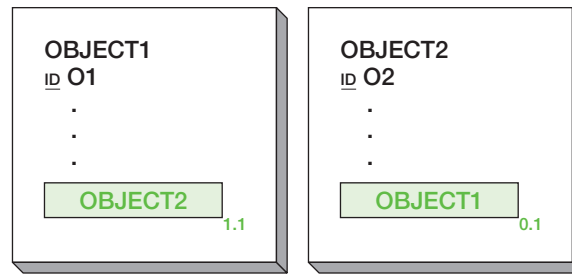 OBJECT1
ID O1
.
.
.
OBJECT2
1.1
OBJECT2
ID O2
.
.
.
OBJECT1
0.1